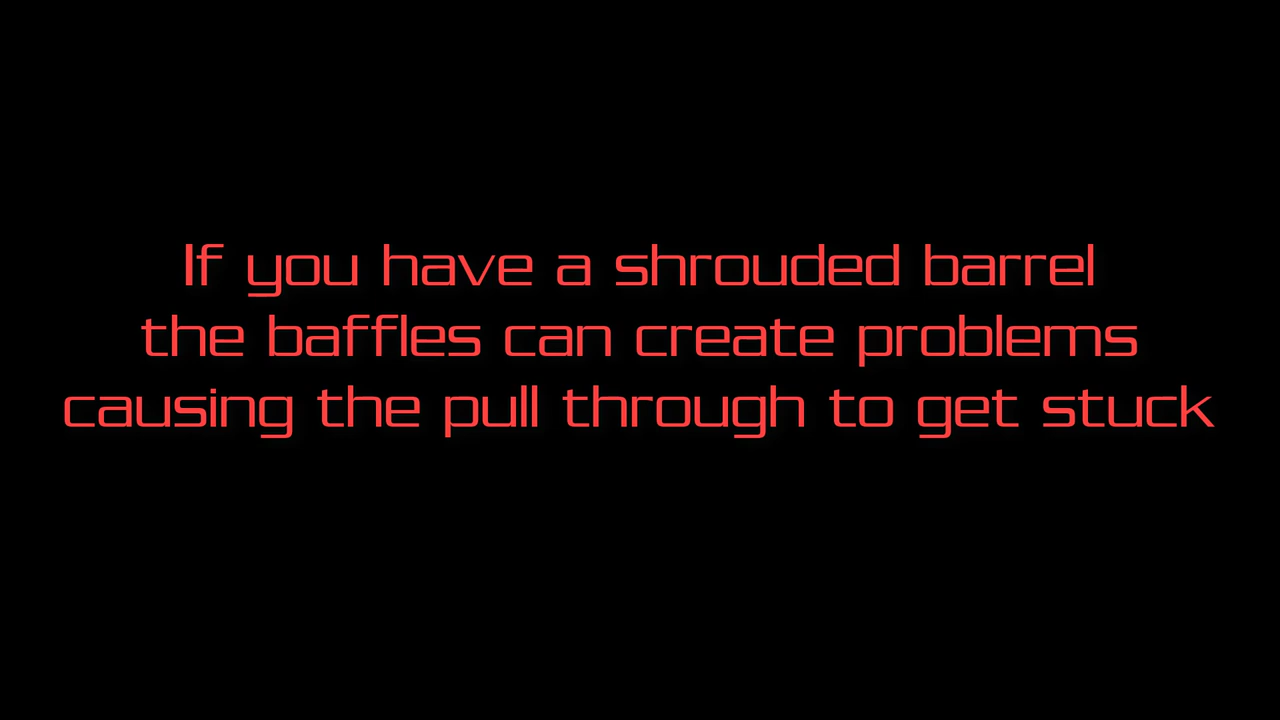 If you have a shrouded barrel
the baffles can create problems
causing the pull through to get stuck